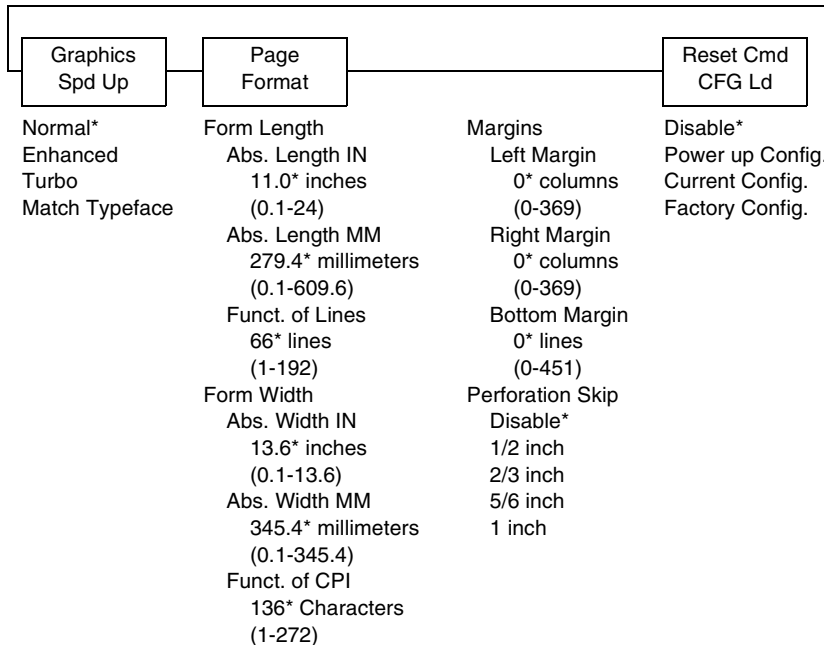 Graphics
Spd Up
Page
Format
Reset Cmd
CFG Ld
Normal*
Enhanced
Turbo
Match Typeface
Form Length
Abs. Length IN
11.0* inches
(0.1-24)
Abs. Length MM
279.4* millimeters
(0.1-609.6)
Funct. of Lines
66* lines
(1-192)
Form Width
Abs. Width IN
13.6* inches
(0.1-13.6)
Abs. Width MM
345.4* millimeters
(0.1-345.4)
Funct. of CPI
136* Characters
(1-272)
Margins
Left Margin
0* columns
(0-369)
Right Margin
0* columns
(0-369)
Bottom Margin
0* lines
(0-451)
Perforation Skip
Disable*
1/2 inch
2/3 inch
5/6 inch
1 inch
Disable*
Power up Config.
Current Config.
Factory Config.